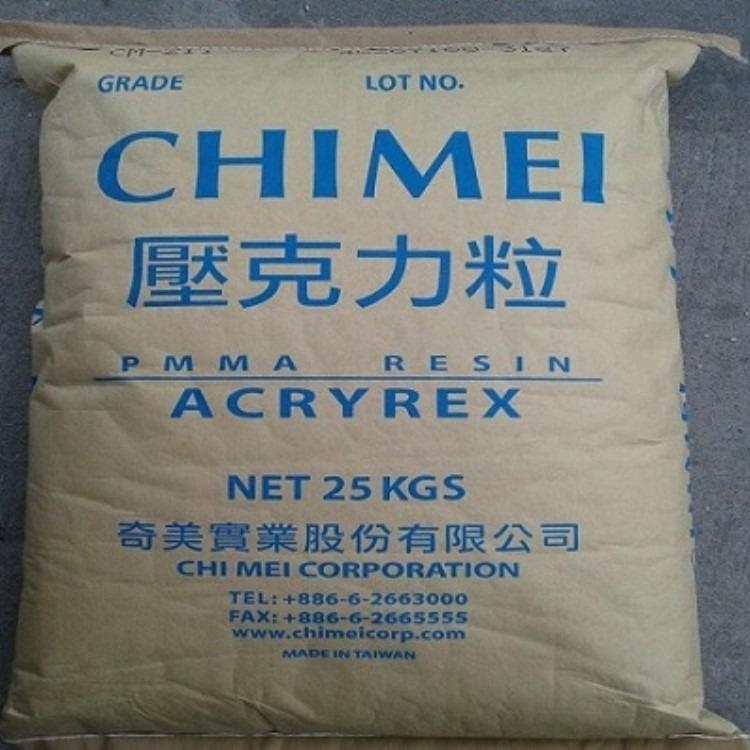 CM-211
GRADE LOT NO.
CHIMEI
壓克力粒
PMMA RESIN
ACRYREX
NET 25 KGS
奇美實業股份有限公司
CHI MEI CORPORATION
TEL: +886-6-2663000
FAX: +886-6-2665555
www.chimeicorp.com
MADE IN TAIWAN